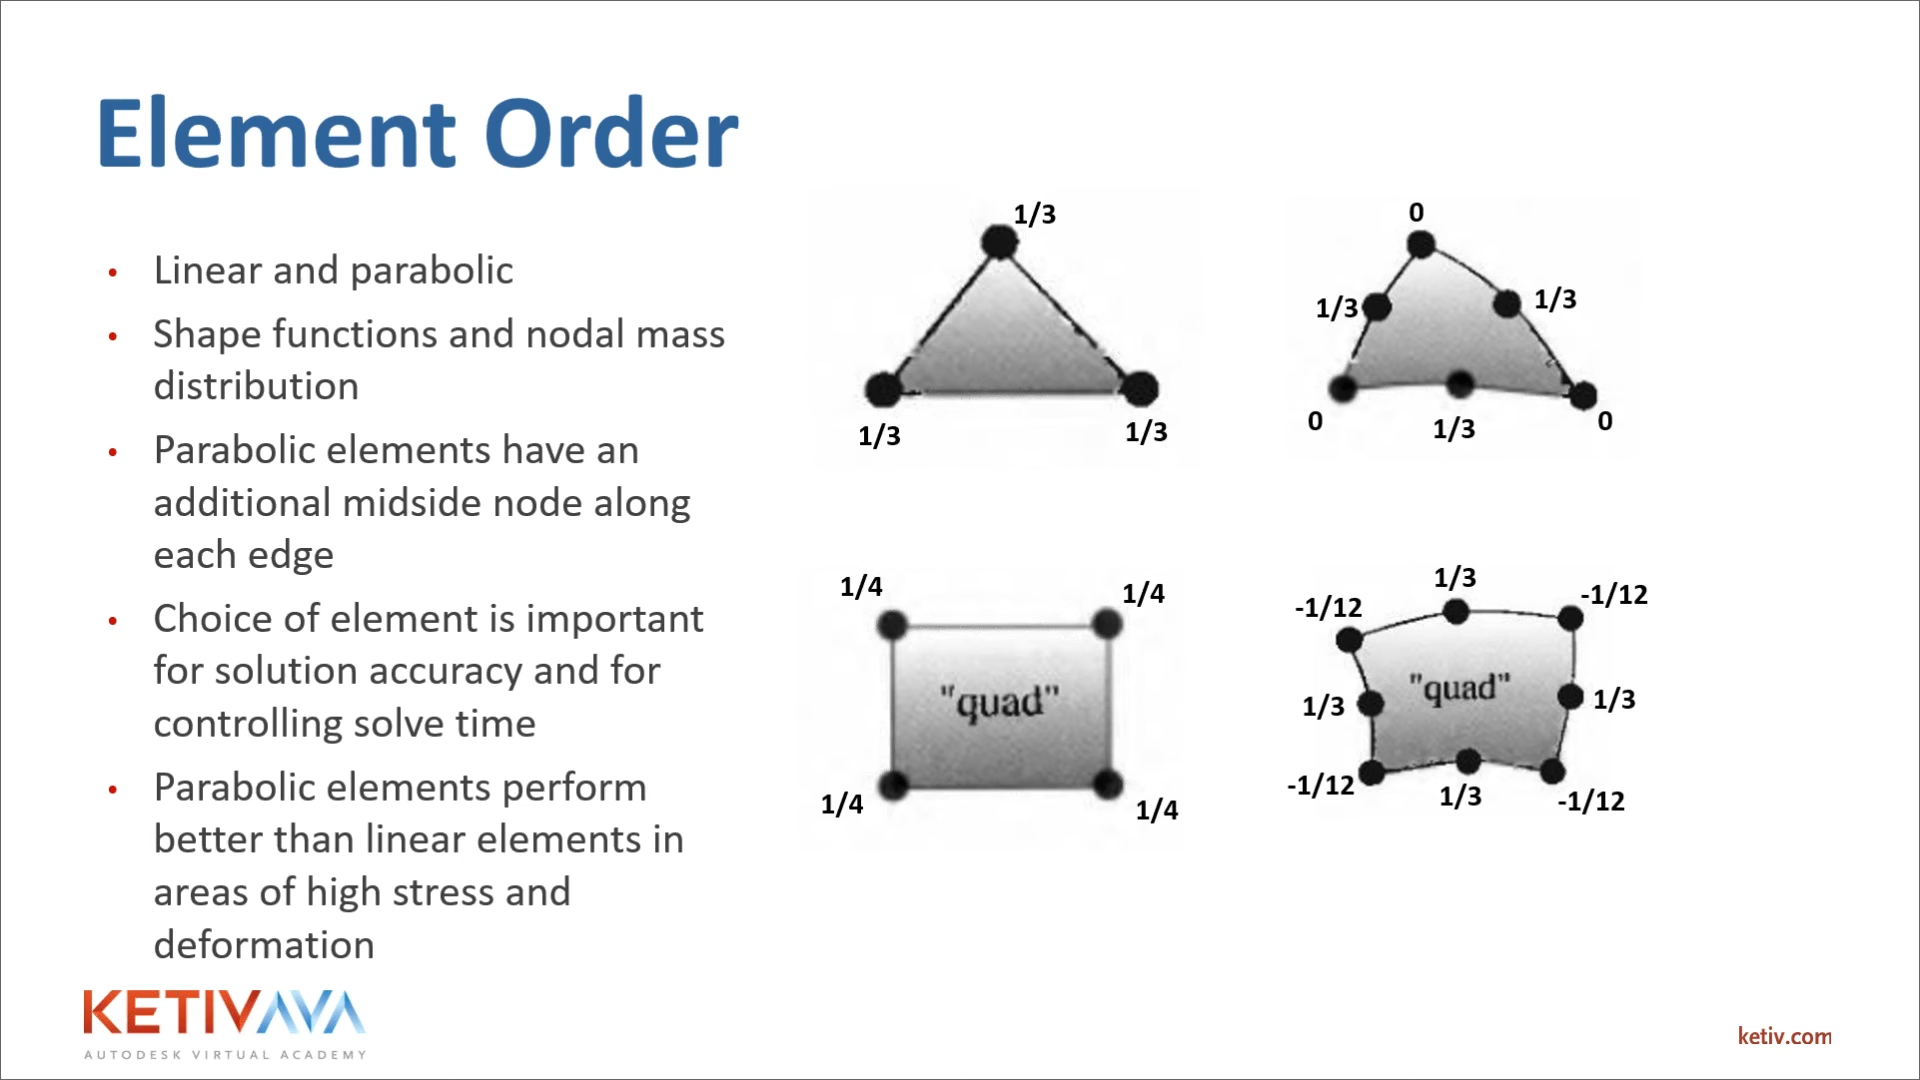 Element Order
• Linear and parabolic
• Shape functions and nodal mass
distribution
• Parabolic elements have an
additional midside node along
each edge
• Choice of element is important
for solution accuracy and for
controlling solve time
• Parabolic elements perform
better than linear elements in
areas of high stress and
deformation
1/3
1/3
1/3
0
1/3
1/3
0
1/3
0
1/4
1/4
"quad"
1/4
1/4
1/3
-1/12
-1/12
"quad"
1/3
1/3
-1/12
1/3
-1/12
KETIVAVA
AUTODESK VIRTUAL ACADEMY
ketiv.com